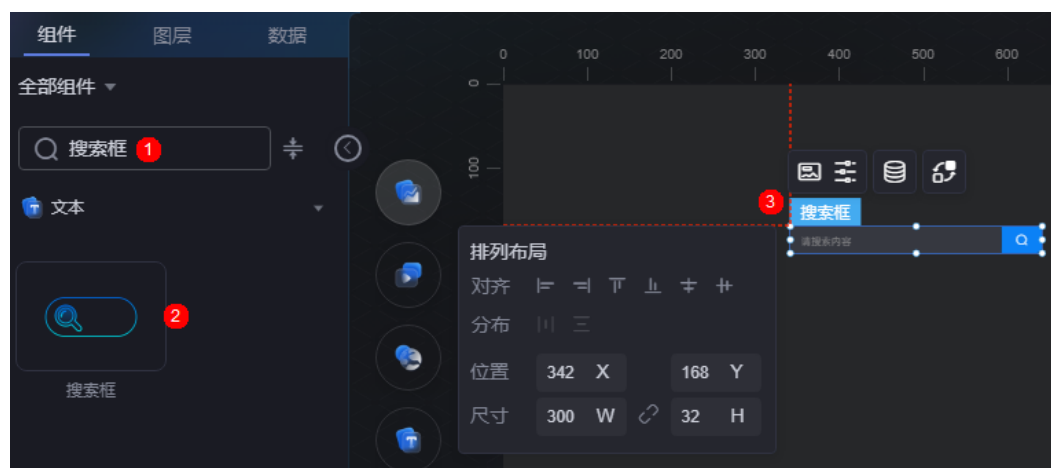 组件 图层 数据
全部组件
搜索框 1
文本
2
搜索框
0 100 200 300 400 500 600
0
100
3
搜索框
请搜索内容
排列布局
对齐
分布
位置 342 X 168 Y
尺寸 300 W 32 H